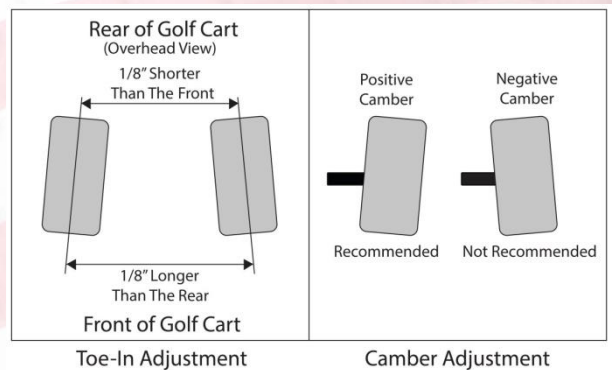 Rear of Golf Cart
(Overhead View)
1/8" Shorter
Than The Front
1/8" Longer
Than The Rear
Front of Golf Cart
Toe-In Adjustment
Positive
Camber
Negative
Camber
Recommended
Not Recommended
Camber Adjustment